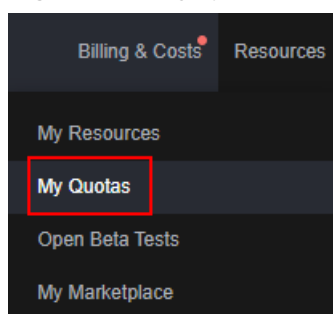 Billing & Costs Resources
My Resources
My Quotas
Open Beta Tests
My Marketplace